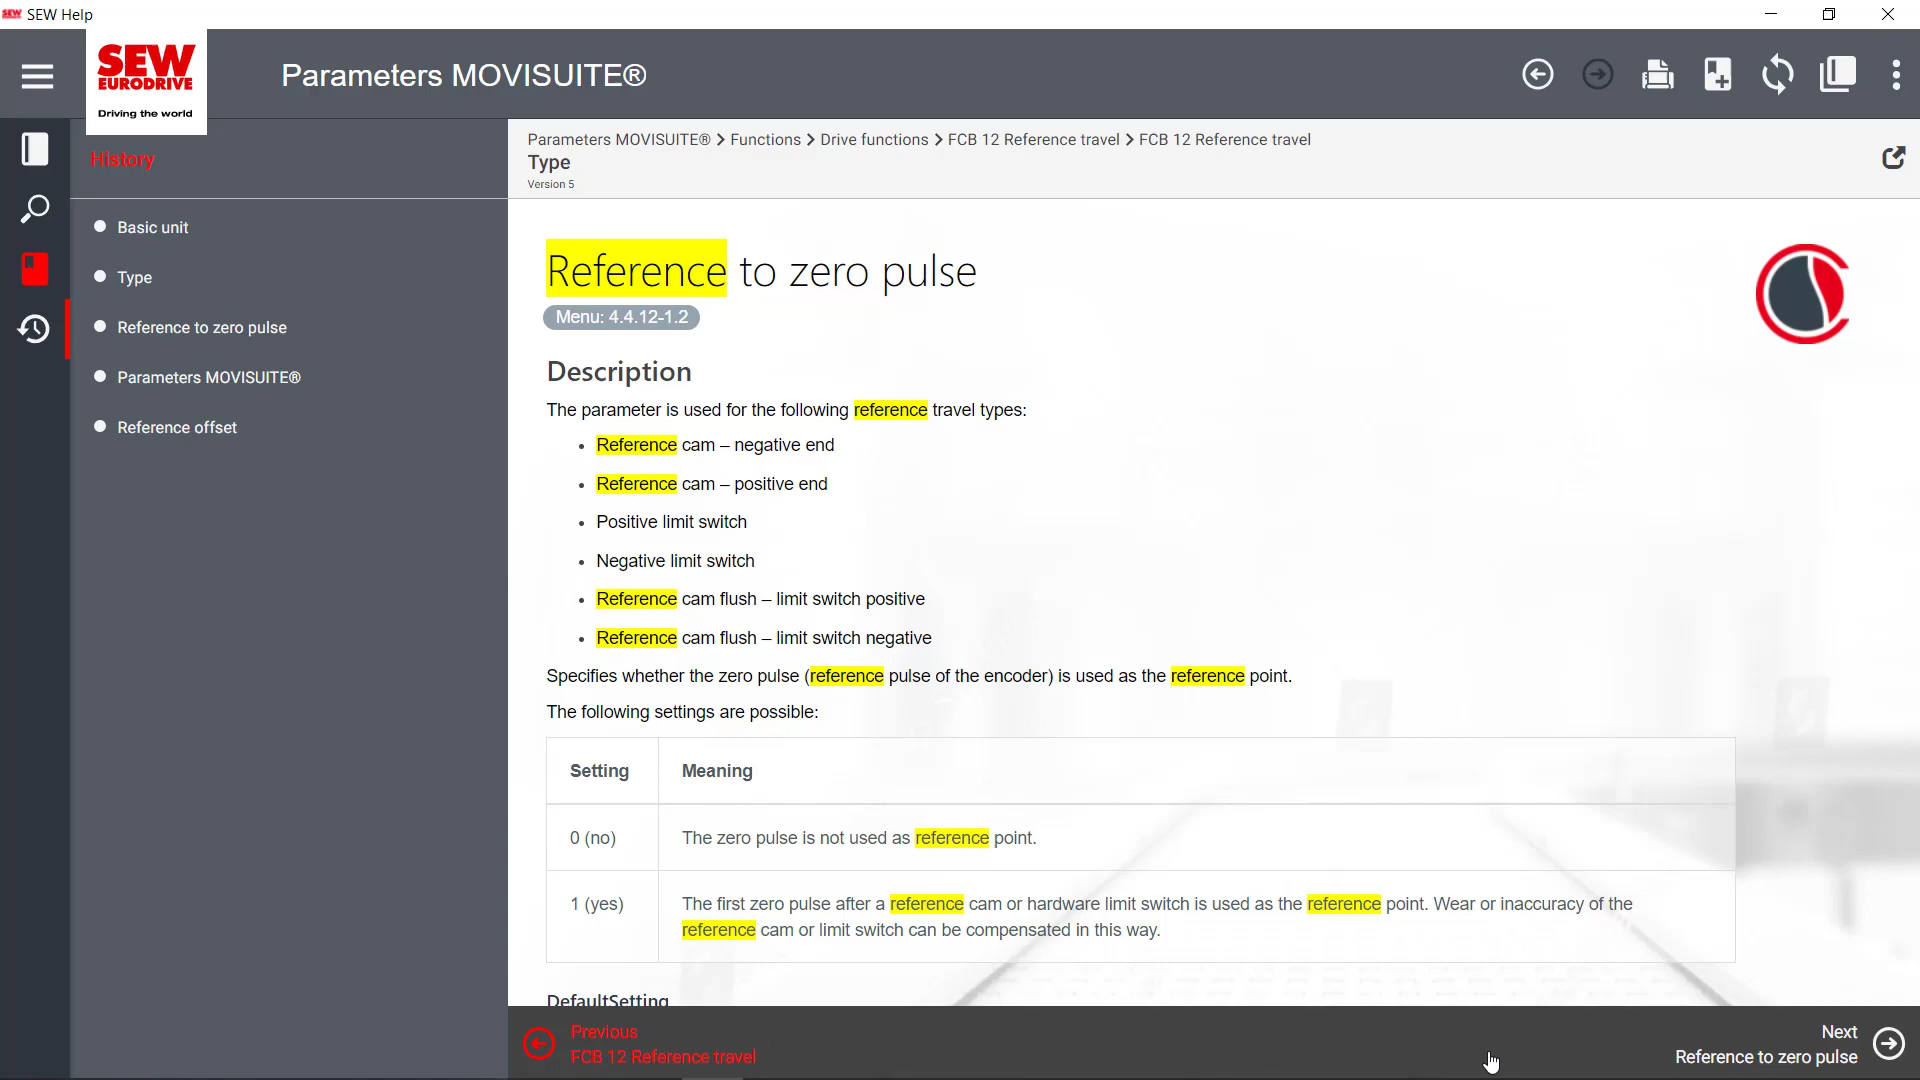 SEW SEW Help
SEW
EURODRIVE
Driving the world
Parameters MOVISUITE®
History
Basic unit
Type
Reference to zero pulse
Parameters MOVISUITE®
Reference offset
Parameters MOVISUITE® > Functions > Drive functions > FCB 12 Reference travel > FCB 12 Reference travel
Type
Version 5
Reference to zero pulse
Menu: 4.4.12-1.2
Description
The parameter is used for the following reference travel types:
• Reference cam – negative end
• Reference cam – positive end
• Positive limit switch
• Negative limit switch
• Reference cam flush – limit switch positive
• Reference cam flush – limit switch negative
Specifies whether the zero pulse (reference pulse of the encoder) is used as the reference point.
The following settings are possible:
Setting Meaning
0 (no) The zero pulse is not used as reference point.
1 (yes) The first zero pulse after a reference cam or hardware limit switch is used as the reference point. Wear or inaccuracy of the
reference cam or limit switch can be compensated in this way.
DefaultSetting
Previous
FCB 12 Reference travel
Next
Reference to zero pulse